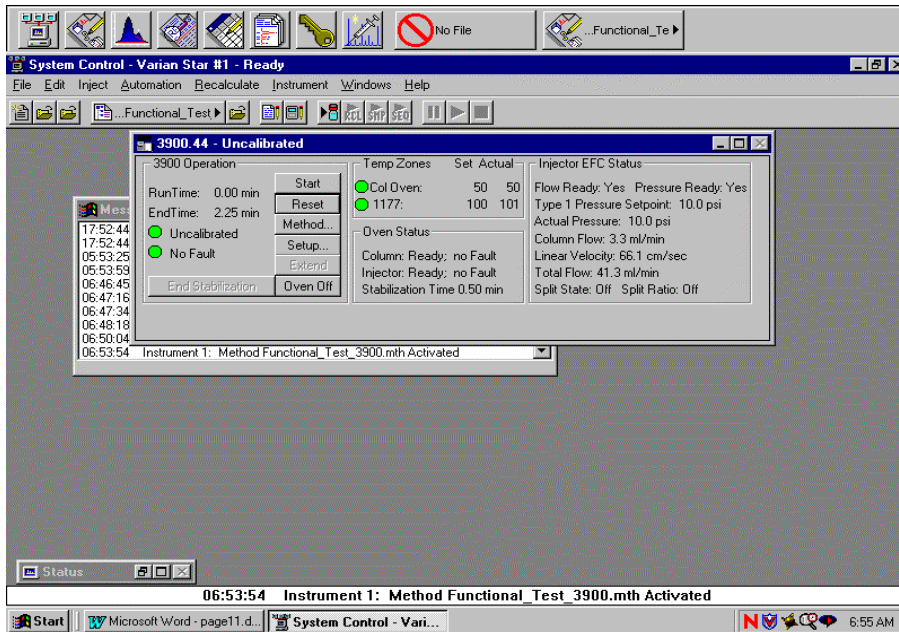 No File
...Functional_Te
System Control - Varian Star #1 - Ready
File Edit Inject Automation Recalculate Instrument Windows Help
...Functional_Test
RCL SMP SEQ
3900.44 - Uncalibrated
3900 Operation
RunTime: 0.00 min
EndTime: 2.25 min
Uncalibrated
No Fault
End Stabilization
Start
Reset
Method...
Setup...
Extend
Oven Off
Temp Zones Set Actual
Col Oven: 50 50
1177: 100 101
Oven Status
Column: Ready; no Fault
Injector: Ready; no Fault
Stabilization Time 0.50 min
Injector EFC Status
Flow Ready: Yes Pressure Ready: Yes
Type 1 Pressure Setpoint: 10.0 psi
Actual Pressure: 10.0 psi
Column Flow: 3.3 ml/min
Linear Velocity: 66.1 cm/sec
Total Flow: 41.3 ml/min
Split State: Off Split Ratio: Off
Mess
17:52:44
17:52:44
05:53:25
05:53:59
06:46:45
06:47:16
06:47:34
06:48:18
06:50:04
06:53:54 Instrument 1: Method Functional_Test_3900.mth Activated
Status
06:53:54 Instrument 1: Method Functional_Test_3900.mth Activated
Start
Microsoft Word - page11.d...
System Control - Vari...
N
6:55 AM